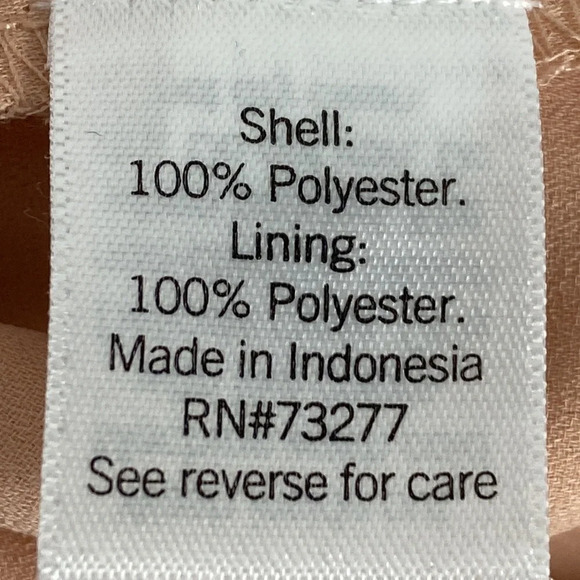 Shell:
100% Polyester.
Lining:
100% Polyester.
Made in Indonesia
RN#73277
See reverse for care